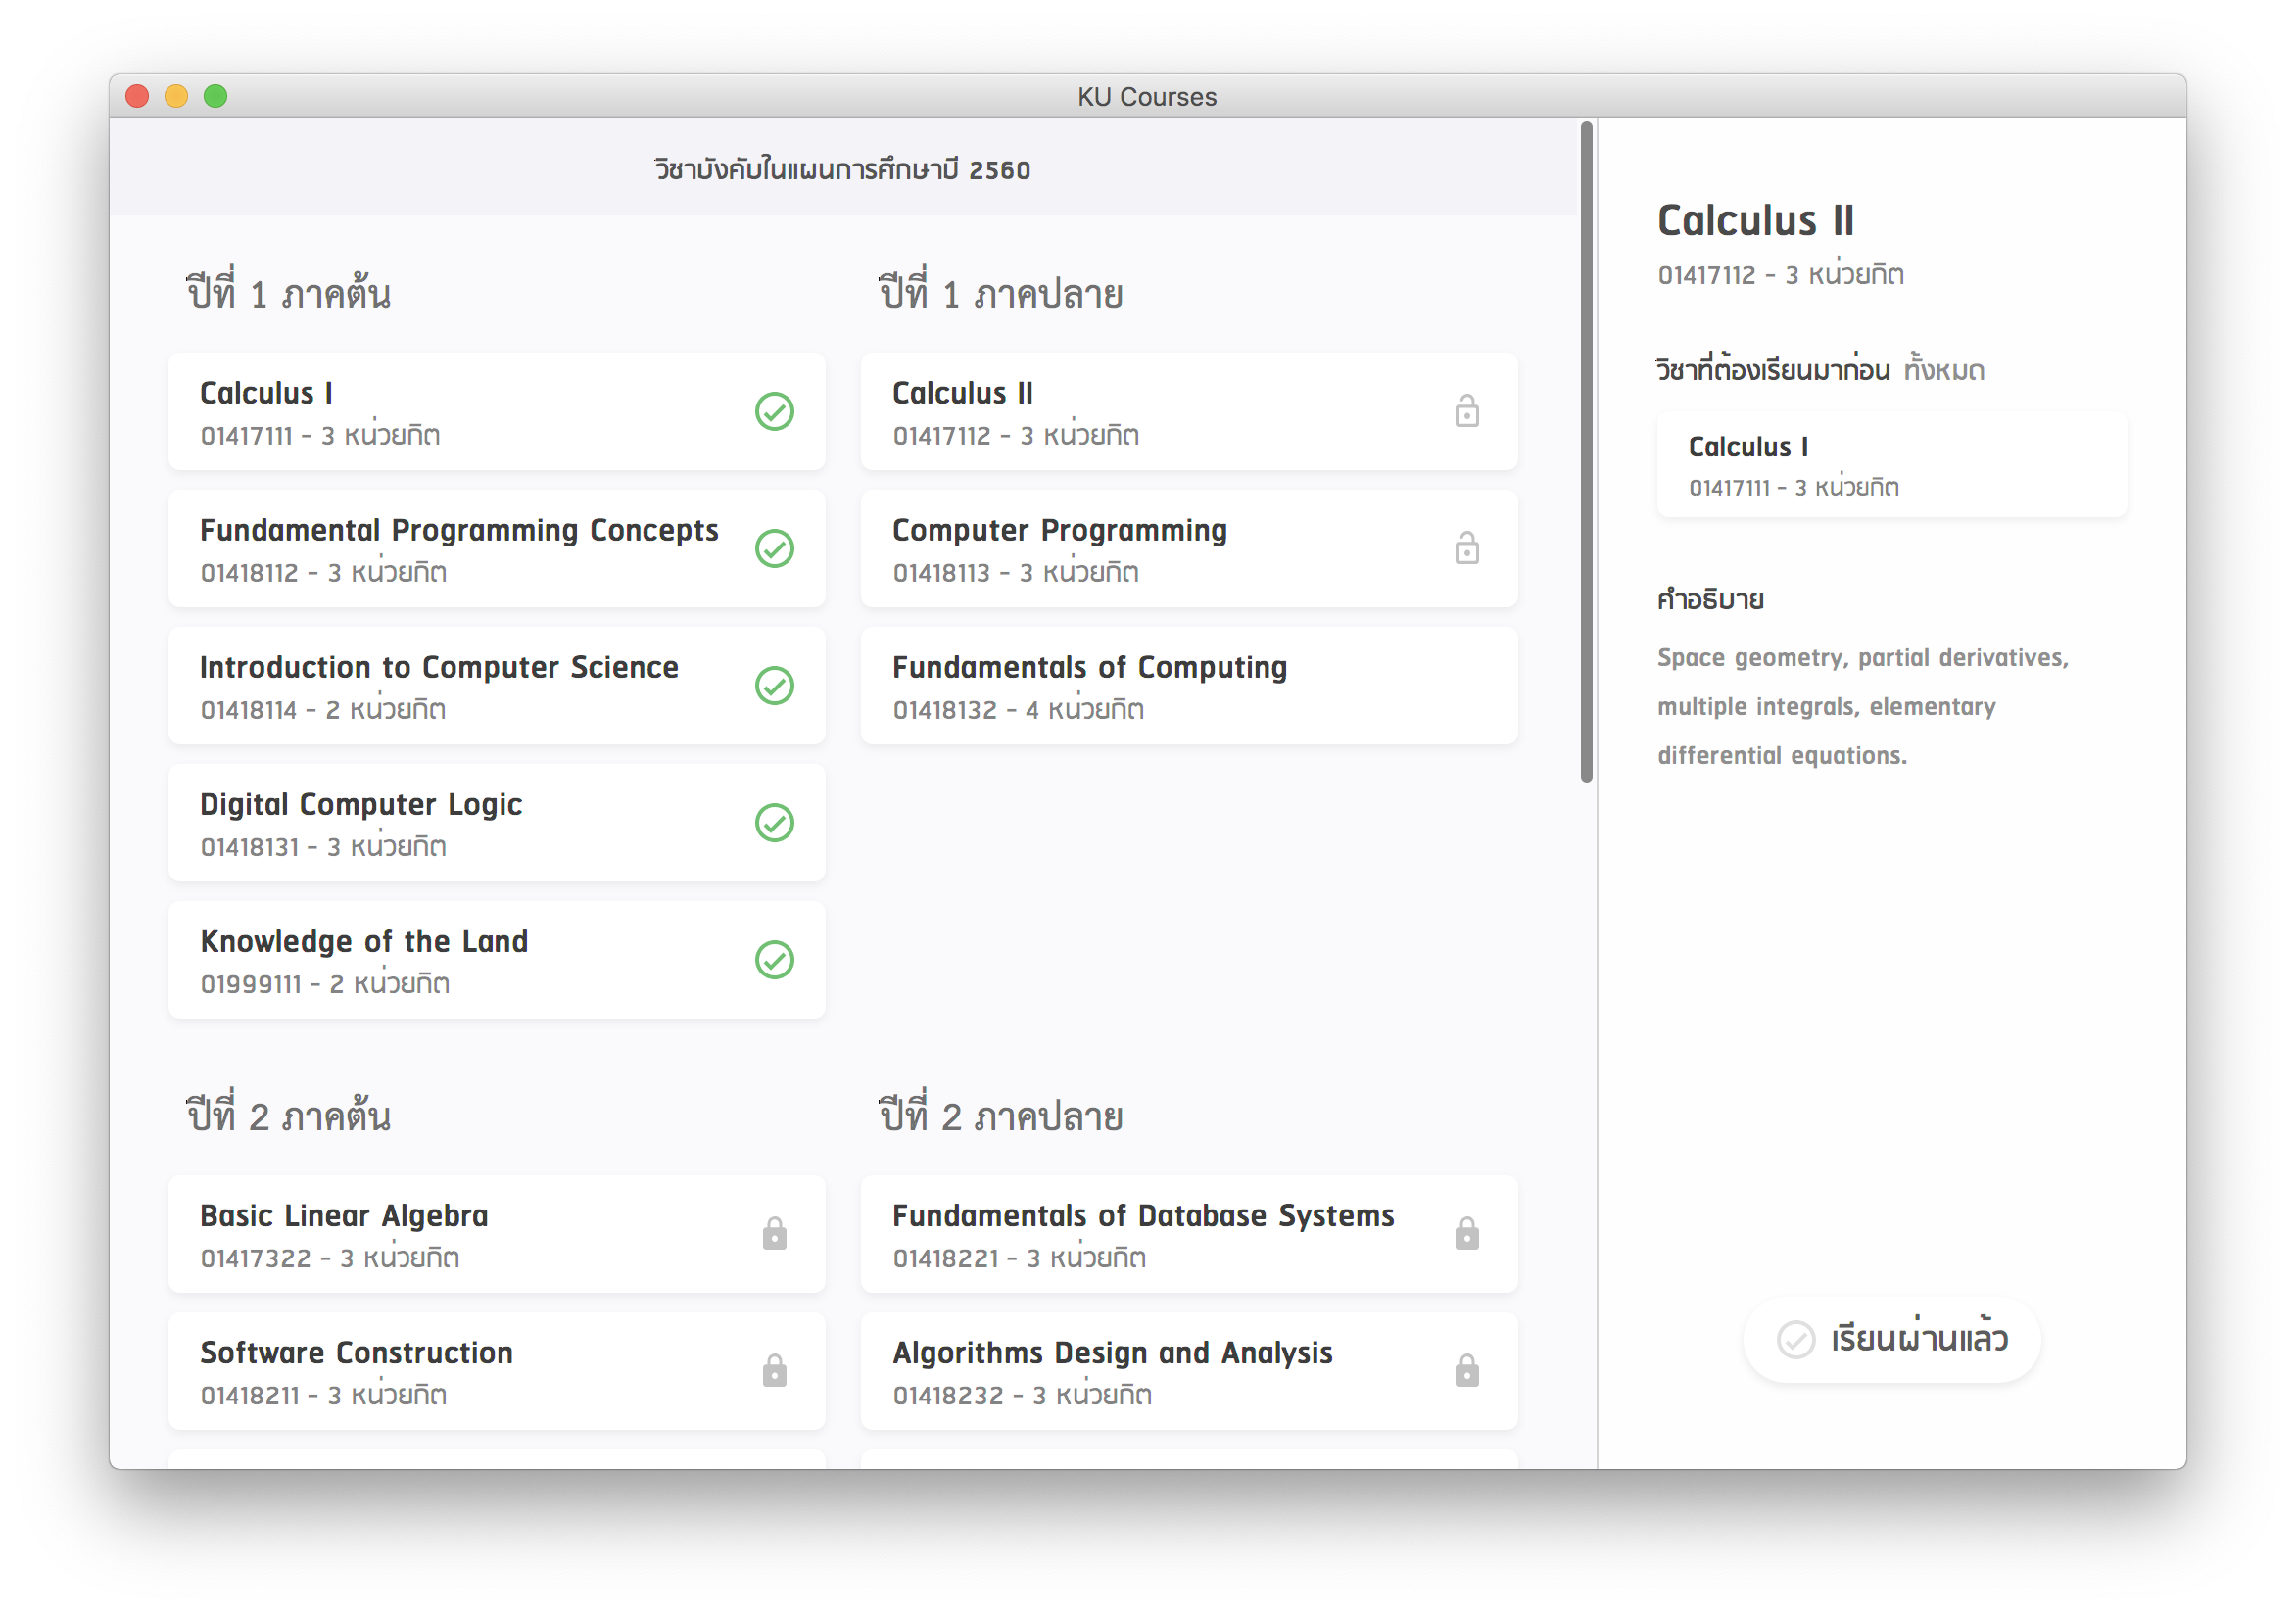 KU Courses
วิชาบังคับในแผนการศึกษาปี 2560
ปีที่ 1 ภาคต้น
Calculus I
01417111 - 3 หน่วยกิต
Fundamental Programming Concepts
01418112 - 3 หน่วยกิต
Introduction to Computer Science
01418114 - 2 หน่วยกิต
Digital Computer Logic
01418131 - 3 หน่วยกิต
Knowledge of the Land
01999111 - 2 หน่วยกิต
ปีที่ 1 ภาคปลาย
Calculus II
01417112 - 3 หน่วยกิต
Computer Programming
01418113 - 3 หน่วยกิต
Fundamentals of Computing
01418132 - 4 หน่วยกิต
ปีที่ 2 ภาคต้น
Basic Linear Algebra
01417322 - 3 หน่วยกิต
Software Construction
01418211 - 3 หน่วยกิต
ปีที่ 2 ภาคปลาย
Fundamentals of Database Systems
01418221 - 3 หน่วยกิต
Algorithms Design and Analysis
01418232 - 3 หน่วยกิต
Calculus II
01417112 - 3 หน่วยกิต
วิชาที่ต้องเรียนมาก่อน ทั้งหมด
Calculus I
01417111 - 3 หน่วยกิต
คำอธิบาย
Space geometry, partial derivatives,
multiple integrals, elementary
differential equations.
เรียนผ่านแล้ว